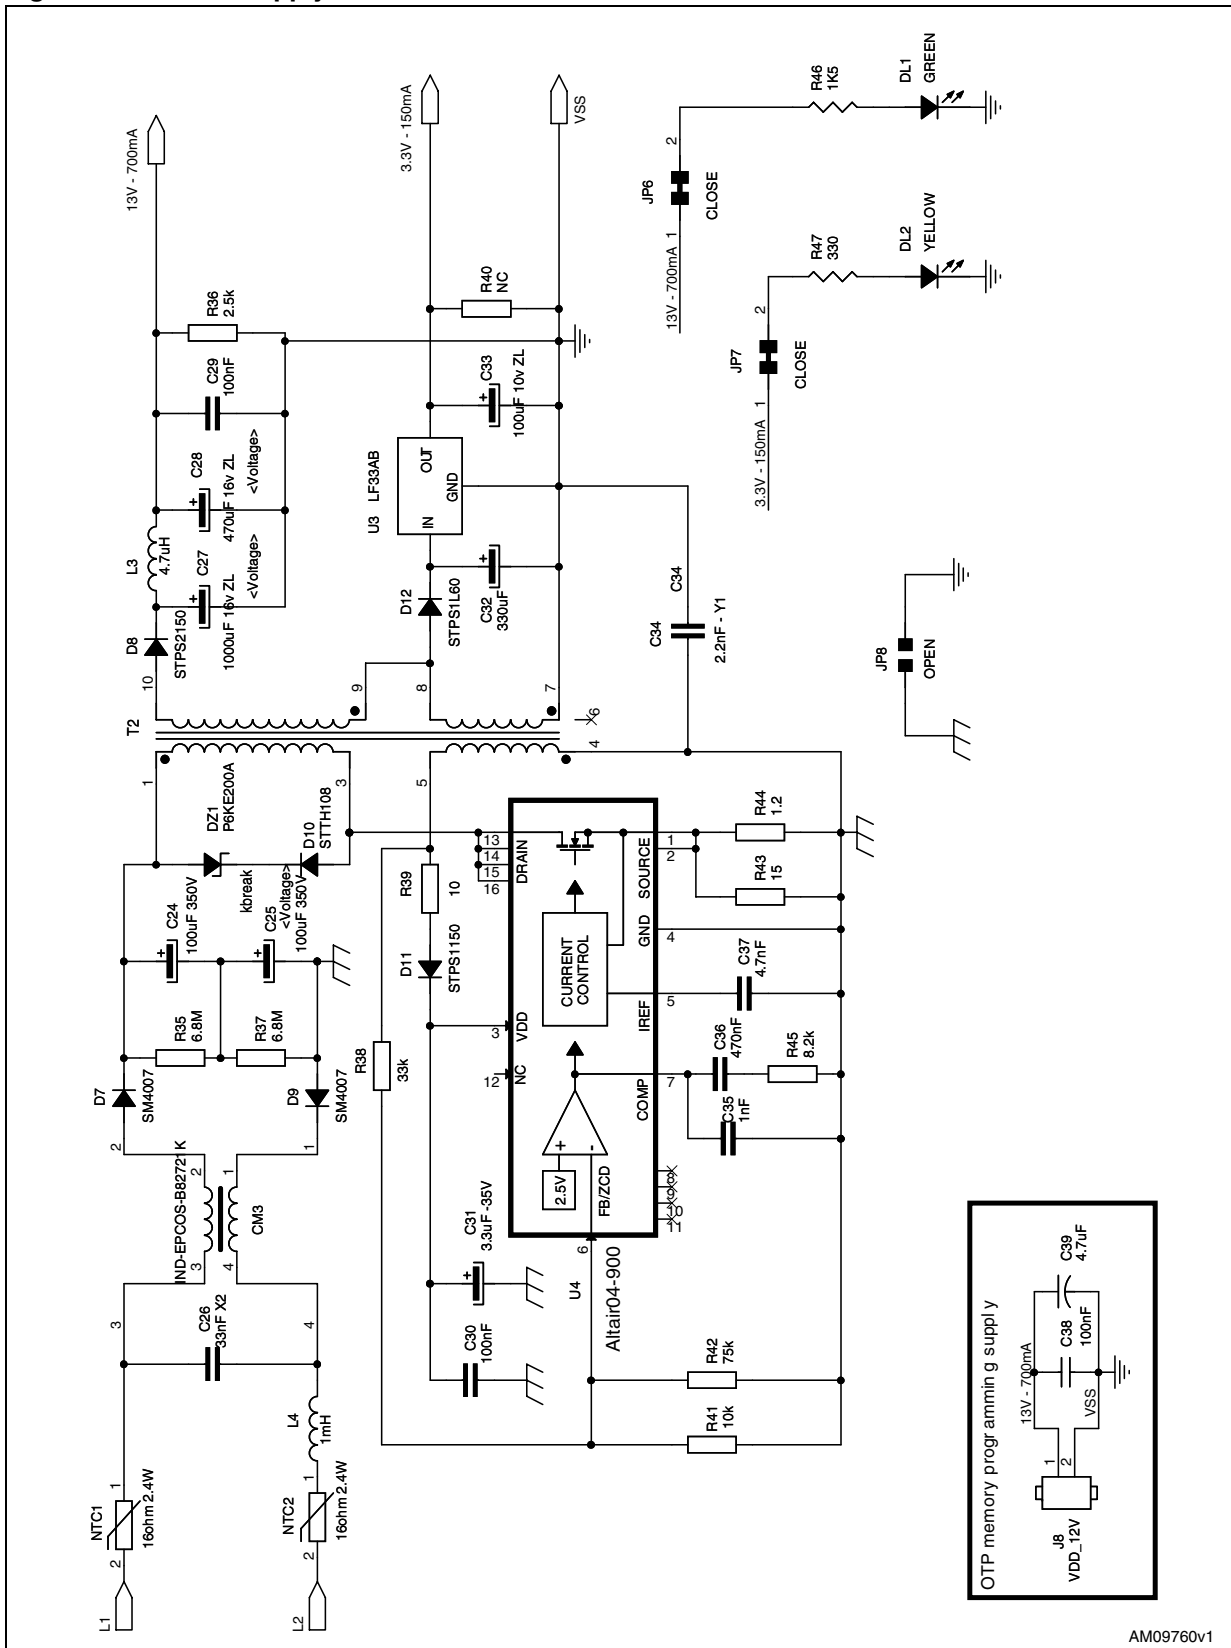 13V - 700mA
3.3V - 150mA
VSS
R46
1K5
DL1
GREEN
2
JP6
CLOSE
13V - 700mA 1
R47
330
DL2
YELLOW
2
JP7
CLOSE
3.3V - 150mA 1
R36
2.5k
C29
100nF
R40
NC
C33
100uF 10v ZL
C28
470uF 16v ZL
<Voltage>
L3
4.7uH
C27
1000uF 16v ZL
<Voltage>
U3 LF33AB
OUT
GND
IN
D8
STPS2150
D12
STPS1L60
C32
330uF
C34
C34
2.2nF - Y1
JP8
OPEN
10
9
8
7
6
T2
1
3
5
4
DZ1
P6KE200A
D10
STTH108
kbreak
C24
100uF 350V
C25
<Voltage>
100uF 350V
R39
10
D11
STPS1150
13
14
15
16
DRAIN
SOURCE
1
2
R44
1.2
R43
15
CURRENT
CONTROL
GND
4
IREF
5
C37
4.7nF
R35
6.8M
R37
6.8M
R38
33k
3
VDD
12
NC
COMP
7
C36
470nF
R45
8.2k
C35
1nF
D7
SM4007
D9
SM4007
2
1
2.5V
+
-
FB/ZCD
8
9
10
11
6
U4
Altair04-900
IND-EPCOS-B82721K
2
1
3
4
CM3
C31
3.3uF -35V
C30
100nF
R42
75k
R41
10k
3
4
C26
33nF X2
L4
1mH
NTC1
16ohm 2.4W
1
2
NTC2
16ohm 2.4W
1
2
L1
L2
OTP memory programming supply
13V - 700mA
VSS
C38
100nF
C39
4.7uF
1
2
J8
VDD_12V
AM09760v1